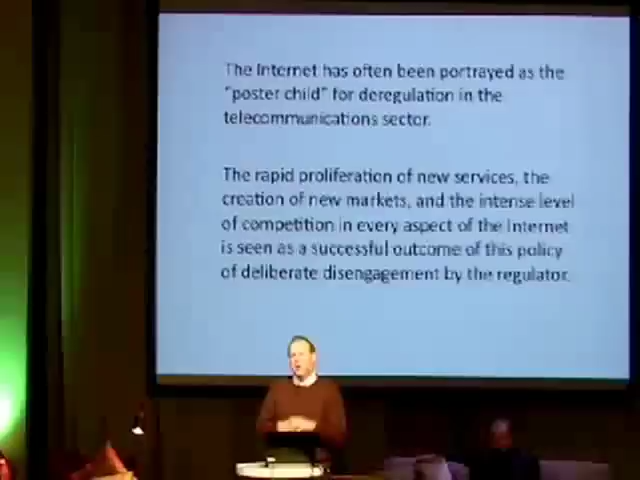 The Internet has often been portrayed as the
"poster child" for deregulation in the
telecommunications sector.
The rapid proliferation of new services, the
creation of new markets, and the intense level
of competition in every aspect of the Internet
is seen as a successful outcome of this policy
of deliberate disengagement by the regulator.